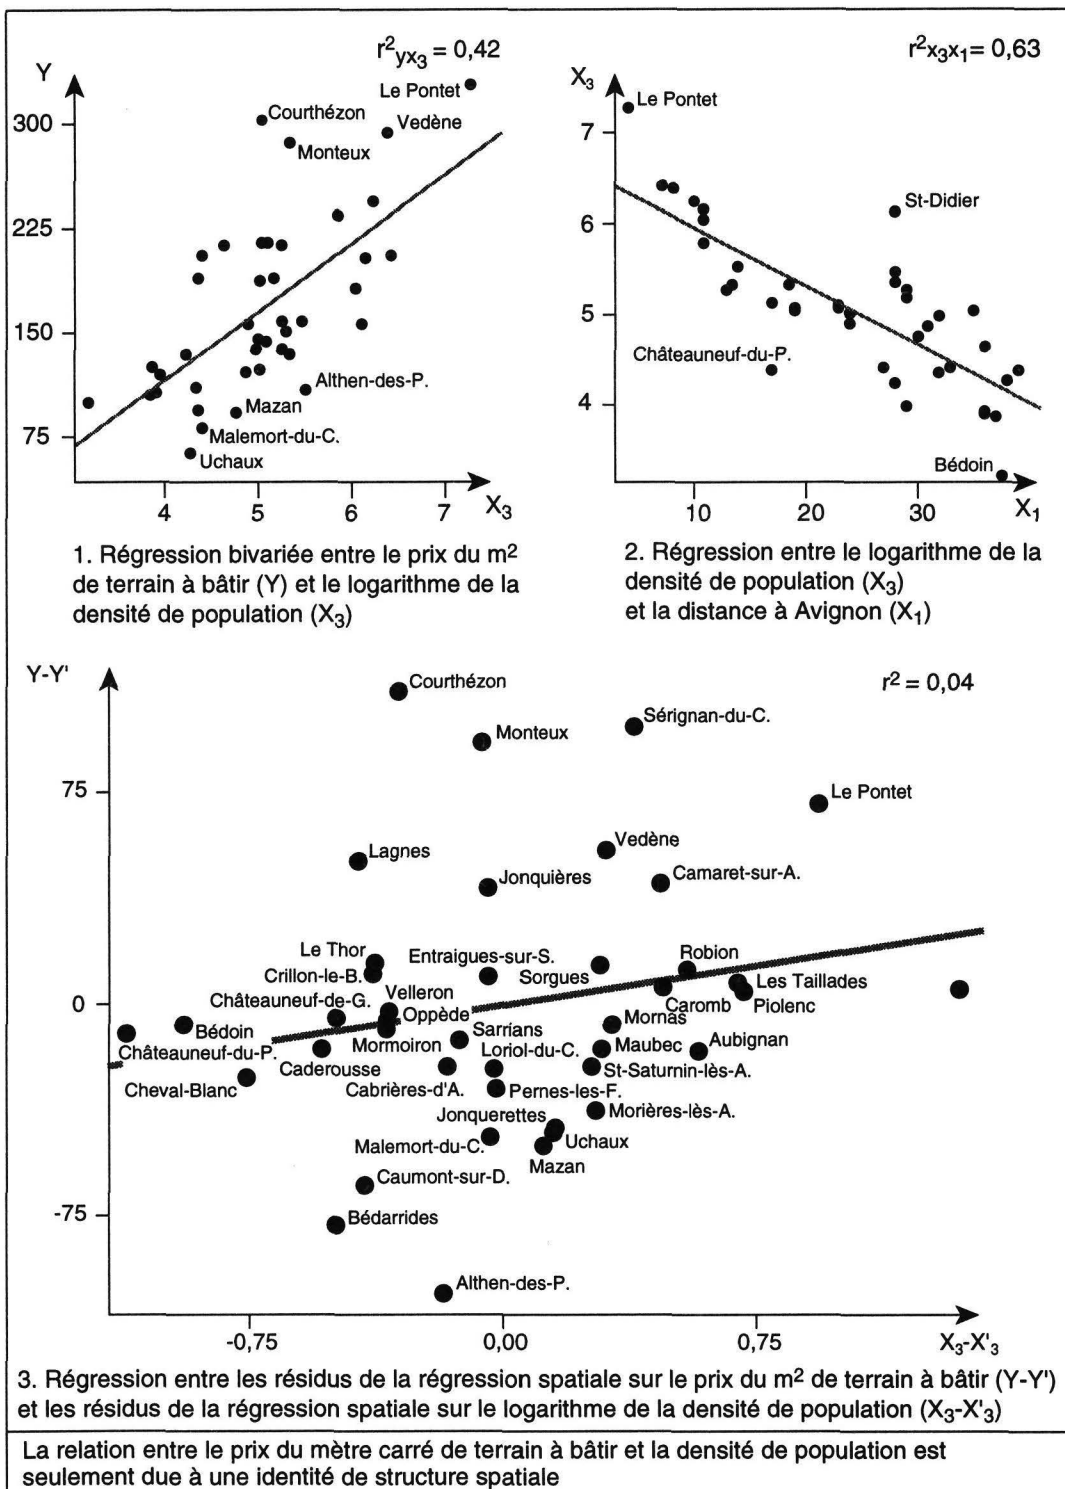 r²yx₃ = 0,42
Y
Le Pontet
Courthézon
Vedène
Monteux
300
225
150
75
Althen-des-P.
Mazan
Malemort-du-C.
Uchaux
4
5
6
7
X₃
1. Régression bivariée entre le prix du m²
de terrain à bâtir (Y) et le logarithme de la
densité de population (X₃)
r²x₃x₁ = 0,63
X₃
Le Pontet
7
6
5
4
St-Didier
Châteauneuf-du-P.
Bédoin
10
20
30
X₁
2. Régression entre le logarithme de la
densité de population (X₃)
et la distance à Avignon (X₁)
Y-Y'
r² = 0,04
Courthézon
Sérignan-du-C.
Monteux
75
Le Pontet
Vedène
Lagnes
Camaret-sur-A.
Jonquières
Le Thor
Entraigues-sur-S.
Robion
Crillon-le-B.
Sorgues
Les Taillades
Châteauneuf-de-G.
Velleron
0
Oppède
Caromb
Piolenc
Bédoin
Sarrians
Mornas
Châteauneuf-du-P.
Mormoiron
Loriol-du-C.
Maubec
Aubignan
Caderousse
St-Saturnin-lès-A.
Cheval-Blanc
Cabrières-d'A.
Pernes-les-F.
Jonquerettes
Morières-lès-A.
Malemort-du-C.
Uchaux
Mazan
Caumont-sur-D.
-75
Bédarrides
Althen-des-P.
-0,75
0,00
0,75
X₃-X'₃
3. Régression entre les résidus de la régression spatiale sur le prix du m² de terrain à bâtir (Y-Y')
et les résidus de la régression spatiale sur le logarithme de la densité de population (X₃-X'₃)
La relation entre le prix du mètre carré de terrain à bâtir et la densité de population est
seulement due à une identité de structure spatiale